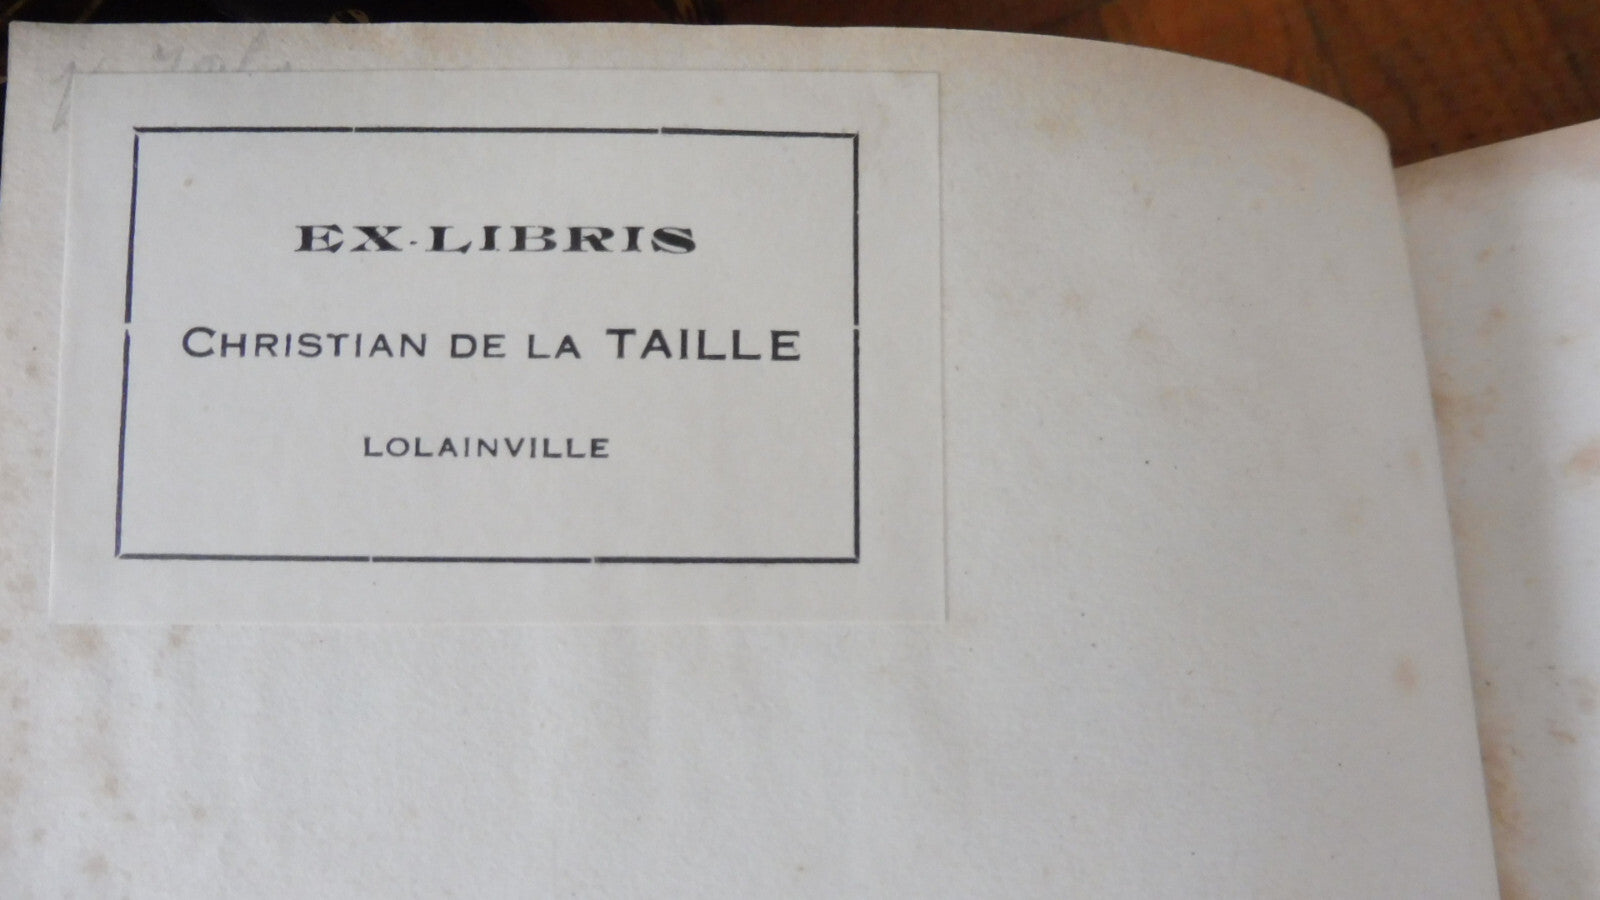 EX-LIBRIS
CHRISTIAN DE LA TAILLE
LOLAINVILLE